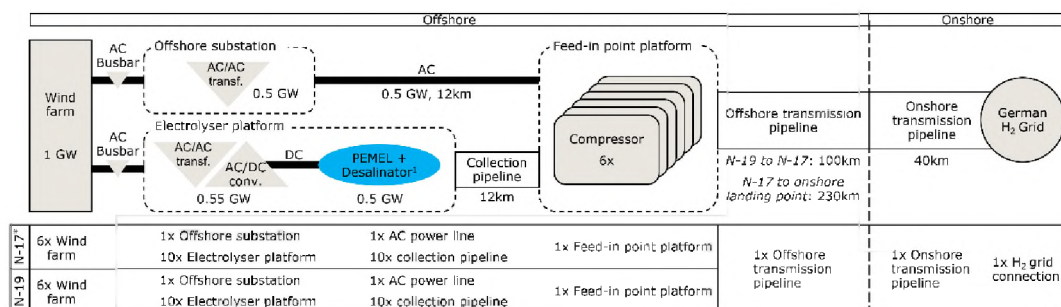 Offshore
Onshore
AC
Busbar
Offshore substation
AC/AC
transf.
0.5 GW
AC
0.5 GW, 12km
Feed-in point platform
Wind
farm
1 GW
Compressor
6x
Offshore transmission
pipeline
Onshore
transmission
pipeline
German
H₂ Grid
AC
Busbar
Electrolyser platform
AC/AC
transf.
AC/DC
conv.
0.55 GW
DC
PEMEL +
Desalinator¹
0.5 GW
Collection
pipeline
12km
N-19 to N-17: 100km
N-17 to onshore
landing point: 230km
40km
N-17*
6x Wind
farm
1x Offshore substation
10x Electrolyser platform
1x AC power line
10x collection pipeline
1x Feed-in point platform
1x Offshore
transmission
pipeline
1x Onshore
transmission
pipeline
1x H₂ grid
connection
N-19
6x Wind
farm
1x Offshore substation
10x Electrolyser platform
1x AC power line
10x collection pipeline
1x Feed-in point platform